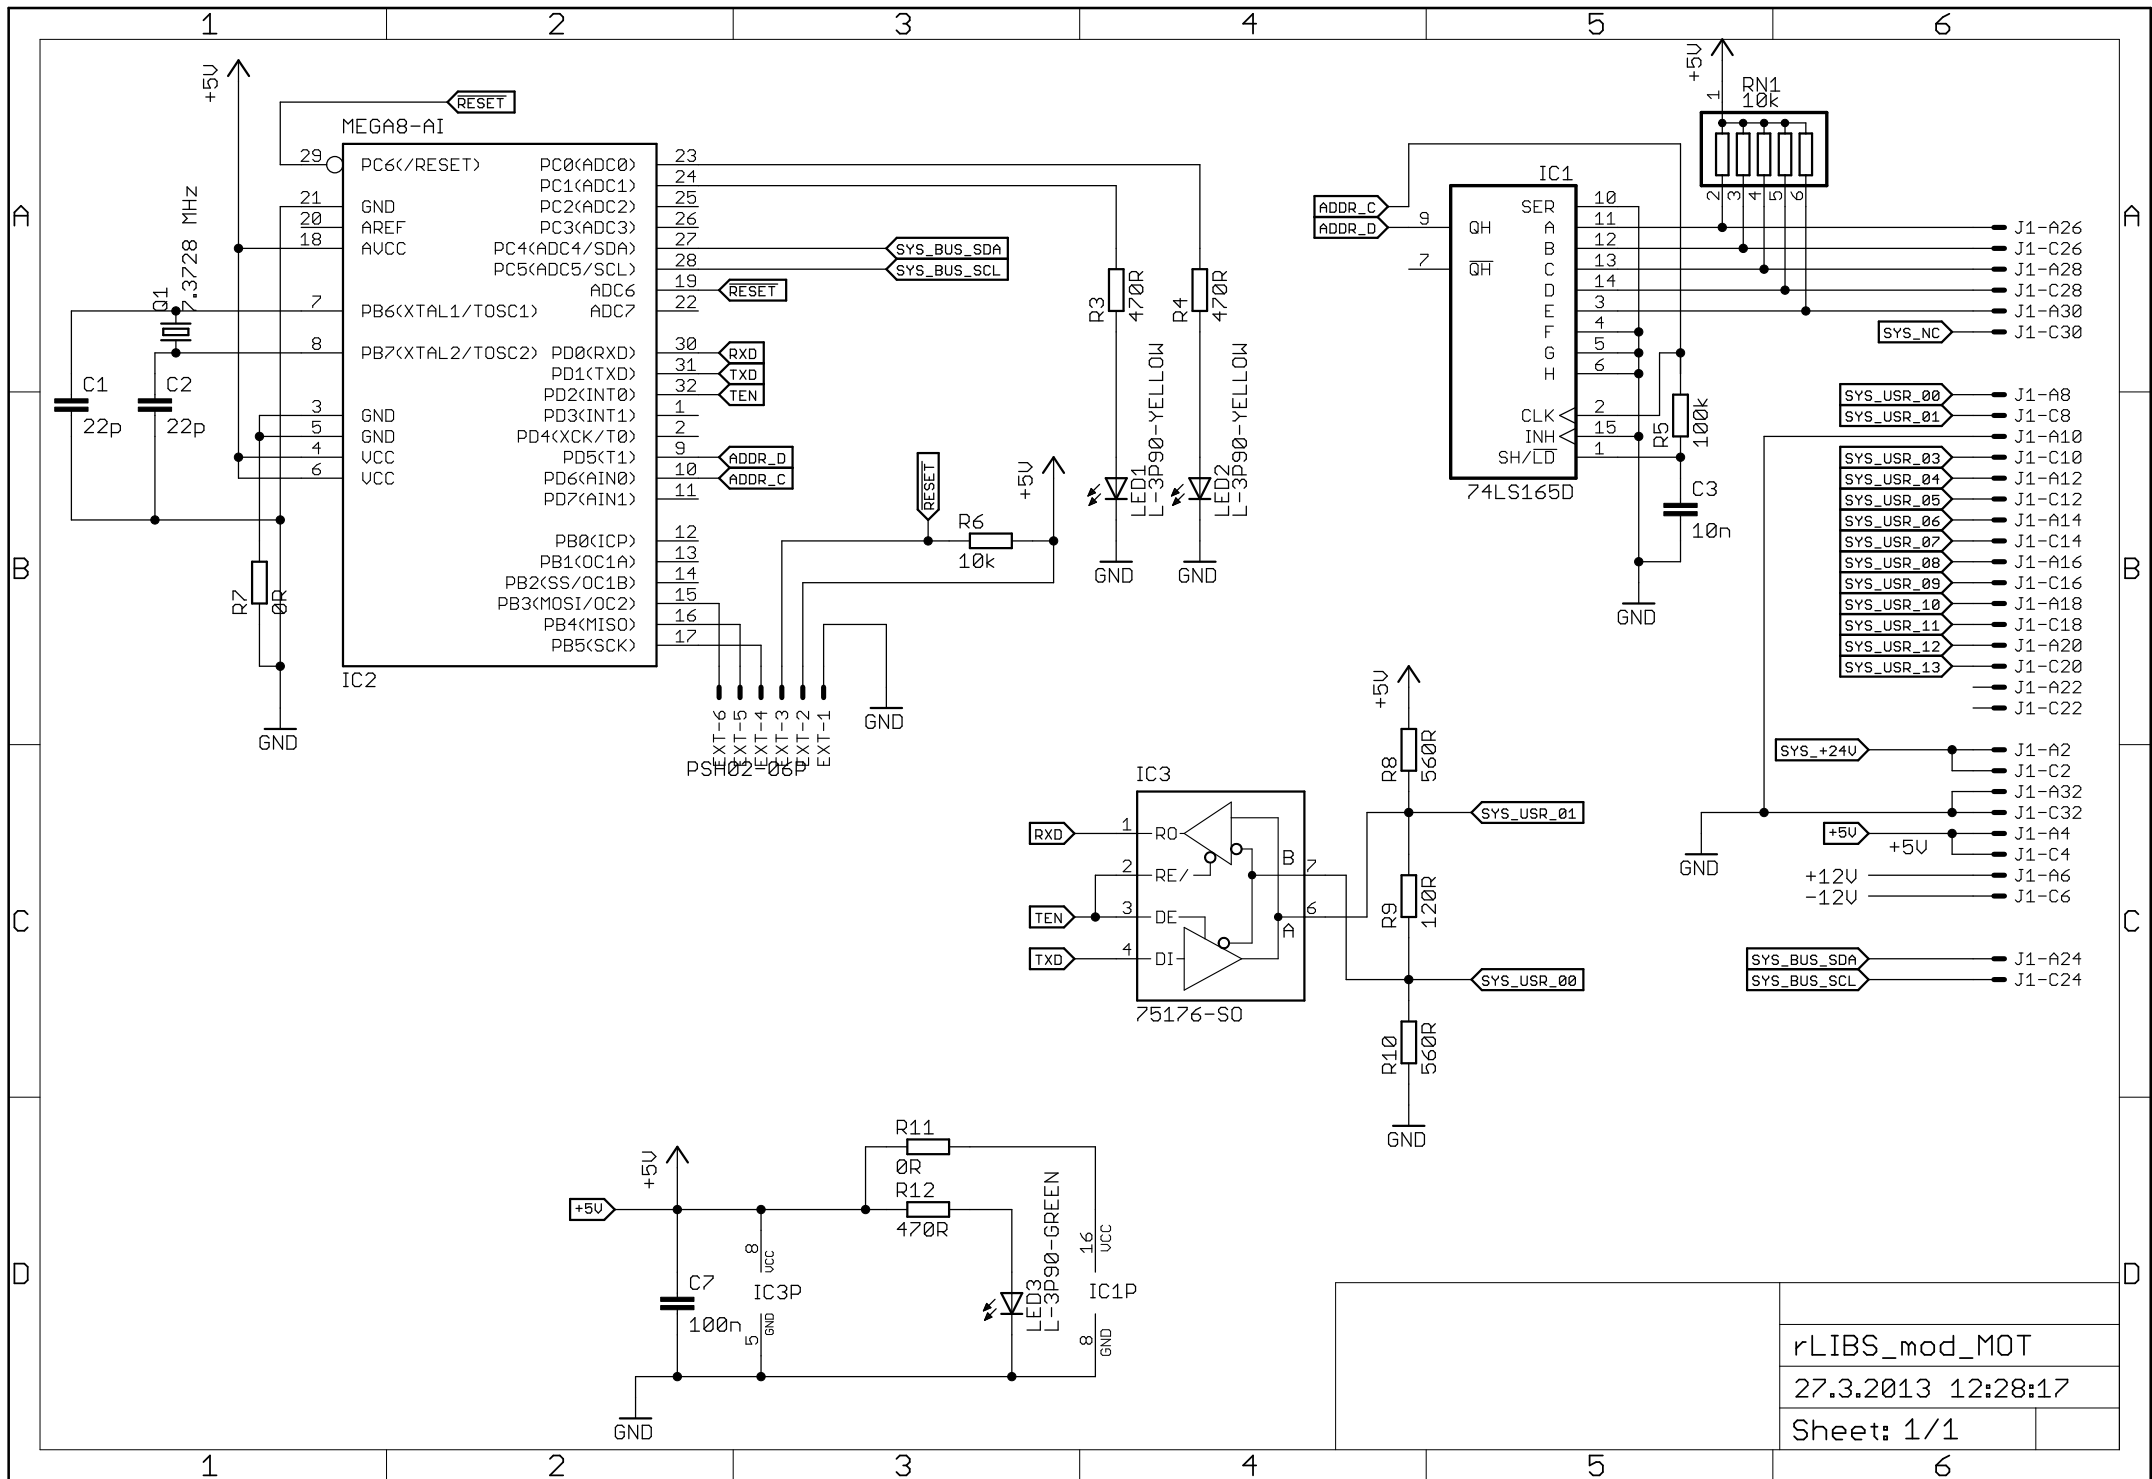 1 2 3 4 5 6
A
B
C
D
A
B
C
D
1 2 3 4 5 6
+5V
RESET
MEGA8-AI
29 PC6(/RESET)
21 GND
20 AREF
18 AVCC
7 PB6(XTAL1/TOSC1)
8 PB7(XTAL2/TOSC2)
3 GND
5 GND
4 VCC
6 VCC
PC0(ADC0) 23
PC1(ADC1) 24
PC2(ADC2) 25
PC3(ADC3) 26
PC4(ADC4/SDA) 27 SYS_BUS_SDA
PC5(ADC5/SCL) 28 SYS_BUS_SCL
ADC6 19 RESET
ADC7 22
PD0(RXD) 30 RXD
PD1(TXD) 31 TXD
PD2(INT0) 32 TEN
PD3(INT1) 1
PD4(XCK/T0) 2
PD5(T1) 9 ADDR_D
PD6(AIN0) 10 ADDR_C
PD7(AIN1) 11
PB0(ICP) 12
PB1(OC1A) 13
PB2(SS/OC1B) 14
PB3(MOSI/OC2) 15
PB4(MISO) 16
PB5(SCK) 17
IC2
Q1
7.3728 MHz
C1
22p
C2
22p
R7
0R
GND
EXT-6
EXT-5
EXT-4
EXT-3
EXT-2
EXT-1
PSH02-06P
GND
RESET
R6
10k
+5V
R3
470R
R4
470R
LED1
L-3P90-YELLOW
LED2
L-3P90-YELLOW
GND
GND
+5V
RN1
10k
1
2 3 4 5 6
IC1
ADDR_C
ADDR_D
9 QH
7 QH
SER 10
A 11
B 12
C 13
D 14
E 3
F 4
G 5
H 6
CLK 2
INH 15
SH/LD 1
74LS165D
R5
100k
C3
10n
GND
J1-A26
J1-C26
J1-A28
J1-C28
J1-A30
SYS_NC J1-C30
SYS_USR_00 J1-A8
SYS_USR_01 J1-C8
J1-A10
SYS_USR_03 J1-C10
SYS_USR_04 J1-A12
SYS_USR_05 J1-C12
SYS_USR_06 J1-A14
SYS_USR_07 J1-C14
SYS_USR_08 J1-A16
SYS_USR_09 J1-C16
SYS_USR_10 J1-A18
SYS_USR_11 J1-C18
SYS_USR_12 J1-A20
SYS_USR_13 J1-C20
J1-A22
J1-C22
SYS_+24V J1-A2
J1-C2
J1-A32
J1-C32
+5V J1-A4
+5V J1-C4
GND
+12V J1-A6
-12V J1-C6
SYS_BUS_SDA J1-A24
SYS_BUS_SCL J1-C24
IC3
RXD 1 RO
2 RE/
TEN 3 DE
TXD 4 DI
B 7
A 6
75176-SO
+5V
R8
560R
SYS_USR_01
R9
120R
SYS_USR_00
R10
560R
GND
+5V
+5V
R11
0R
R12
470R
C7
100n
8 VCC
IC3P
5 GND
LED3
L-3P90-GREEN
16 VCC
IC1P
8 GND
GND
rLIBS_mod_MOT
27.3.2013 12:28:17
Sheet: 1/1